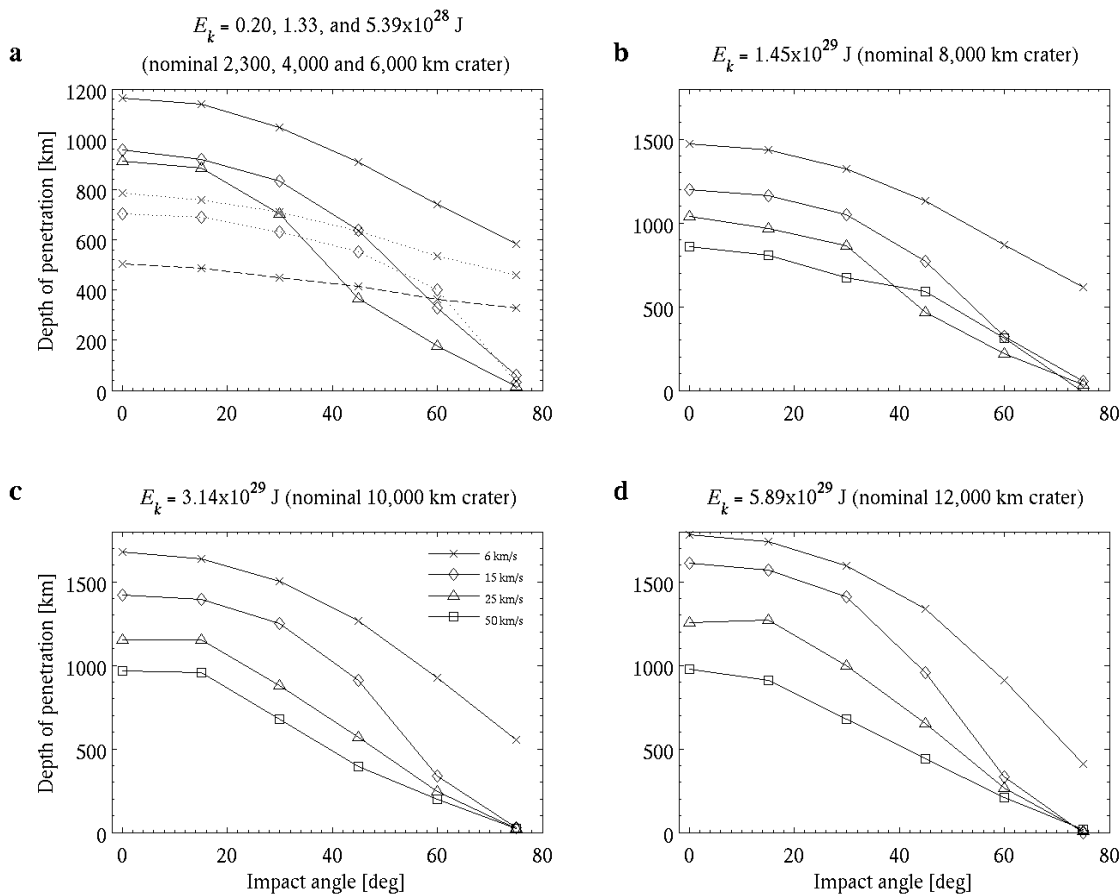 a
E_k = 0.20, 1.33, and 5.39x10^28 J
(nominal 2,300, 4,000 and 6,000 km crater)
1200
1000
800
600
400
200
0
Depth of penetration [km]
0 20 40 60 80
b
E_k = 1.45x10^29 J (nominal 8,000 km crater)
1500
1000
500
0
0 20 40 60 80
c
E_k = 3.14x10^29 J (nominal 10,000 km crater)
1500
1000
500
0
Depth of penetration [km]
6 km/s
15 km/s
25 km/s
50 km/s
0 20 40 60 80
Impact angle [deg]
d
E_k = 5.89x10^29 J (nominal 12,000 km crater)
1500
1000
500
0
0 20 40 60 80
Impact angle [deg]